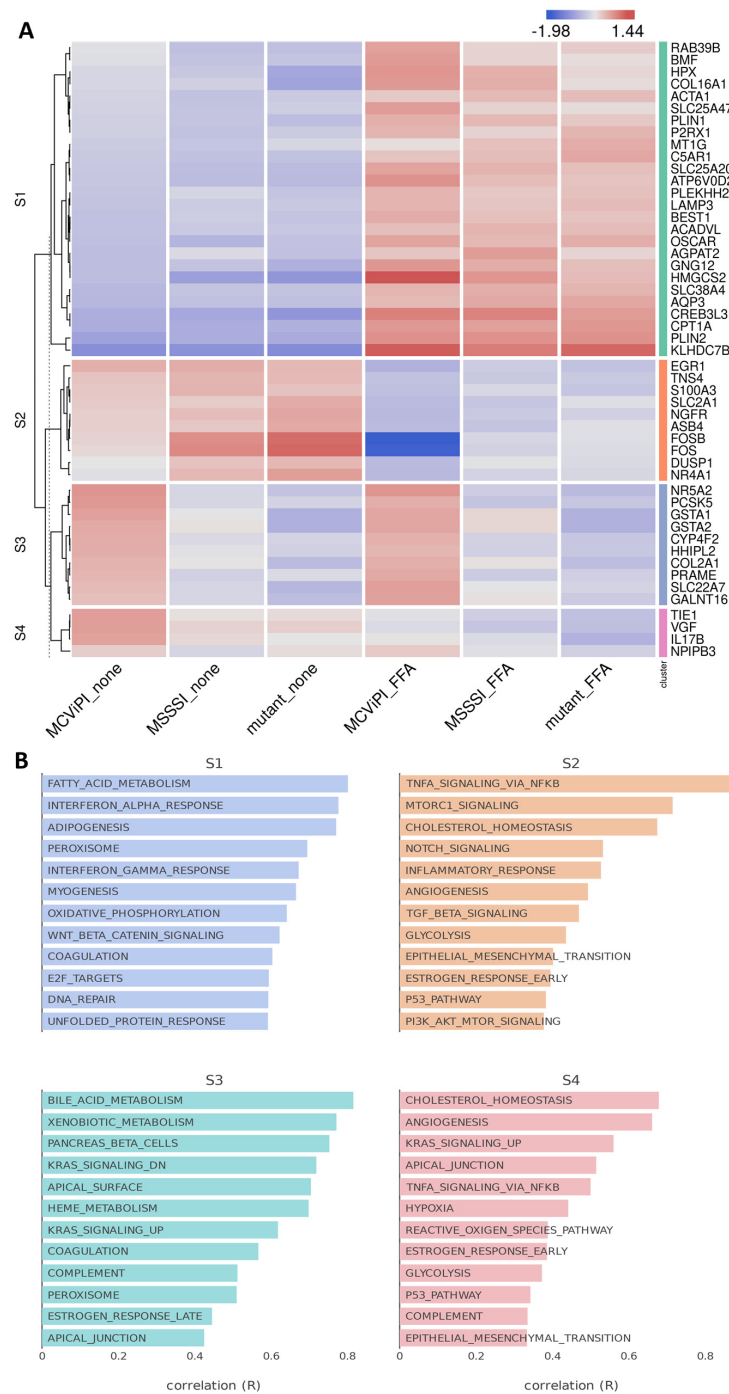 A
-1.98 1.44
S1
RAB39B
BMF
HPX
COL16A1
ACTA1
SLC25A47
PLIN1
P2RX1
MT1G
C5AR1
SLC25A20
ATP6V0D2
PLEKHH2
LAMP3
BEST1
ACADVL
OSCAR
AGPAT2
GNG12
HMGCS2
SLC38A4
AQP3
CREB3L3
CPT1A
PLIN2
KLHDC7B
S2
EGR1
TNS4
S100A3
SLC2A1
NGFR
ASB4
FOSB
FOS
DUSP1
NR4A1
S3
NR5A2
PCSK5
GSTA1
GSTA2
CYP4F2
HHIPL2
COL2A1
PRAME
SLC22A7
GALNT16
S4
TIE1
VGF
IL17B
NPIPB3
MCViPI_none
MSSSI_none
mutant_none
MCViPI_FFA
MSSSI_FFA
mutant_FFA
cluster
B
S1
FATTY_ACID_METABOLISM
INTERFERON_ALPHA_RESPONSE
ADIPOGENESIS
PEROXISOME
INTERFERON_GAMMA_RESPONSE
MYOGENESIS
OXIDATIVE_PHOSPHORYLATION
WNT_BETA_CATENIN_SIGNALING
COAGULATION
E2F_TARGETS
DNA_REPAIR
UNFOLDED_PROTEIN_RESPONSE
S2
TNFA_SIGNALING_VIA_NFKB
MTORC1_SIGNALING
CHOLESTEROL_HOMEOSTASIS
NOTCH_SIGNALING
INFLAMMATORY_RESPONSE
ANGIOGENESIS
TGF_BETA_SIGNALING
GLYCOLYSIS
EPITHELIAL_MESENCHYMAL_TRANSITION
ESTROGEN_RESPONSE_EARLY
P53_PATHWAY
PI3K_AKT_MTOR_SIGNALING
S3
BILE_ACID_METABOLISM
XENOBIOTIC_METABOLISM
PANCREAS_BETA_CELLS
KRAS_SIGNALING_DN
APICAL_SURFACE
HEME_METABOLISM
KRAS_SIGNALING_UP
COAGULATION
COMPLEMENT
PEROXISOME
ESTROGEN_RESPONSE_LATE
APICAL_JUNCTION
0 0.2 0.4 0.6 0.8
correlation (R)
S4
CHOLESTEROL_HOMEOSTASIS
ANGIOGENESIS
KRAS_SIGNALING_UP
APICAL_JUNCTION
TNFA_SIGNALING_VIA_NFKB
HYPOXIA
REACTIVE_OXIGEN_SPECIES_PATHWAY
ESTROGEN_RESPONSE_EARLY
GLYCOLYSIS
P53_PATHWAY
COMPLEMENT
EPITHELIAL_MESENCHYMAL_TRANSITION
0 0.2 0.4 0.6 0.8
correlation (R)